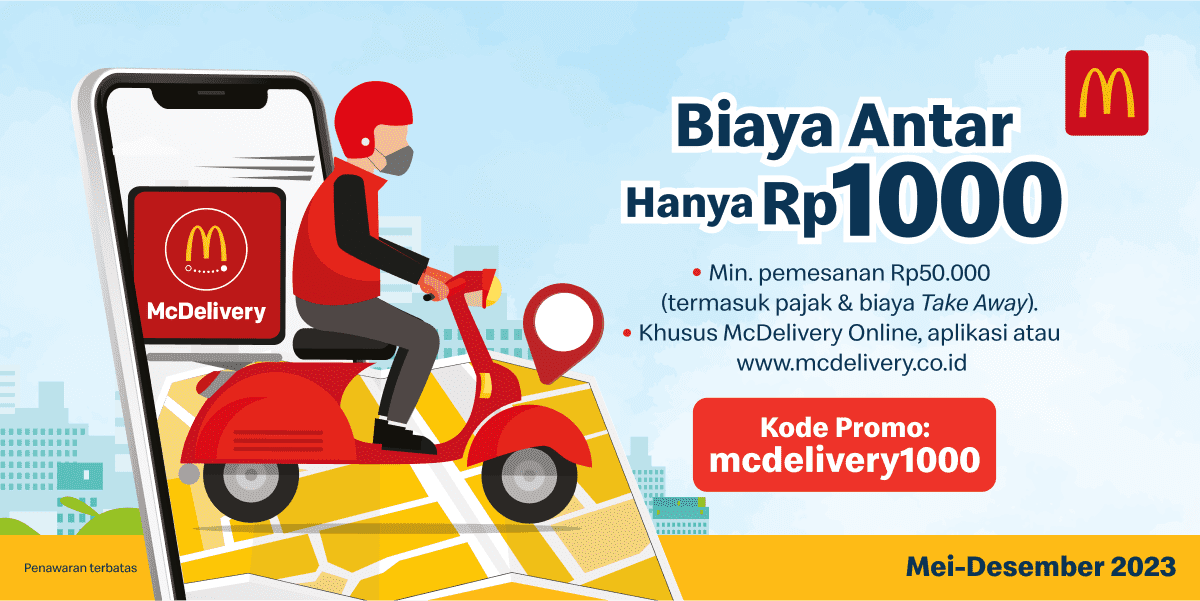 McDelivery
Biaya Antar
Hanya Rp1000
• Min. pemesanan Rp50.000
(termasuk pajak & biaya Take Away).
• Khusus McDelivery Online, aplikasi atau
www.mcdelivery.co.id
Kode Promo:
mcdelivery1000
Penawaran terbatas
Mei-Desember 2023